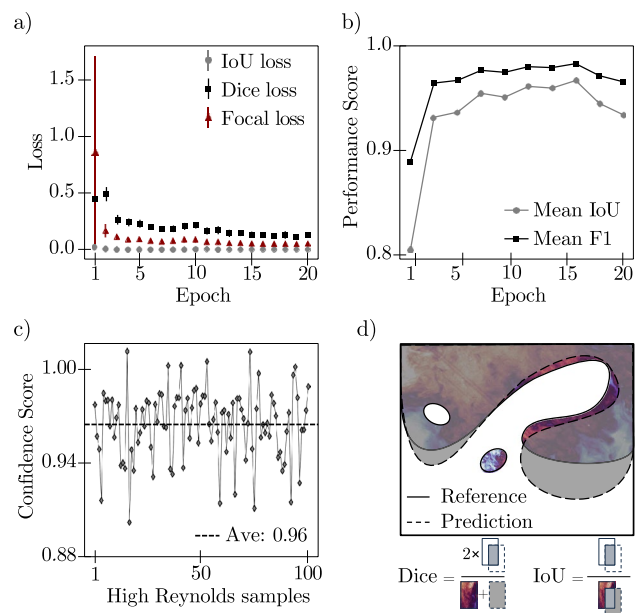 a)
IoU loss
Dice loss
Focal loss
1.5
1.0
0.5
0.0
Loss
1 5 10 15 20
Epoch
b)
1.0
0.9
0.8
Performance Score
Mean IoU
Mean F1
1 5 10 15 20
Epoch
c)
1.00
0.94
0.88
Confidence Score
Ave: 0.96
1 50 100
High Reynolds samples
d)
Reference
Prediction
2×
Dice =
+
IoU =